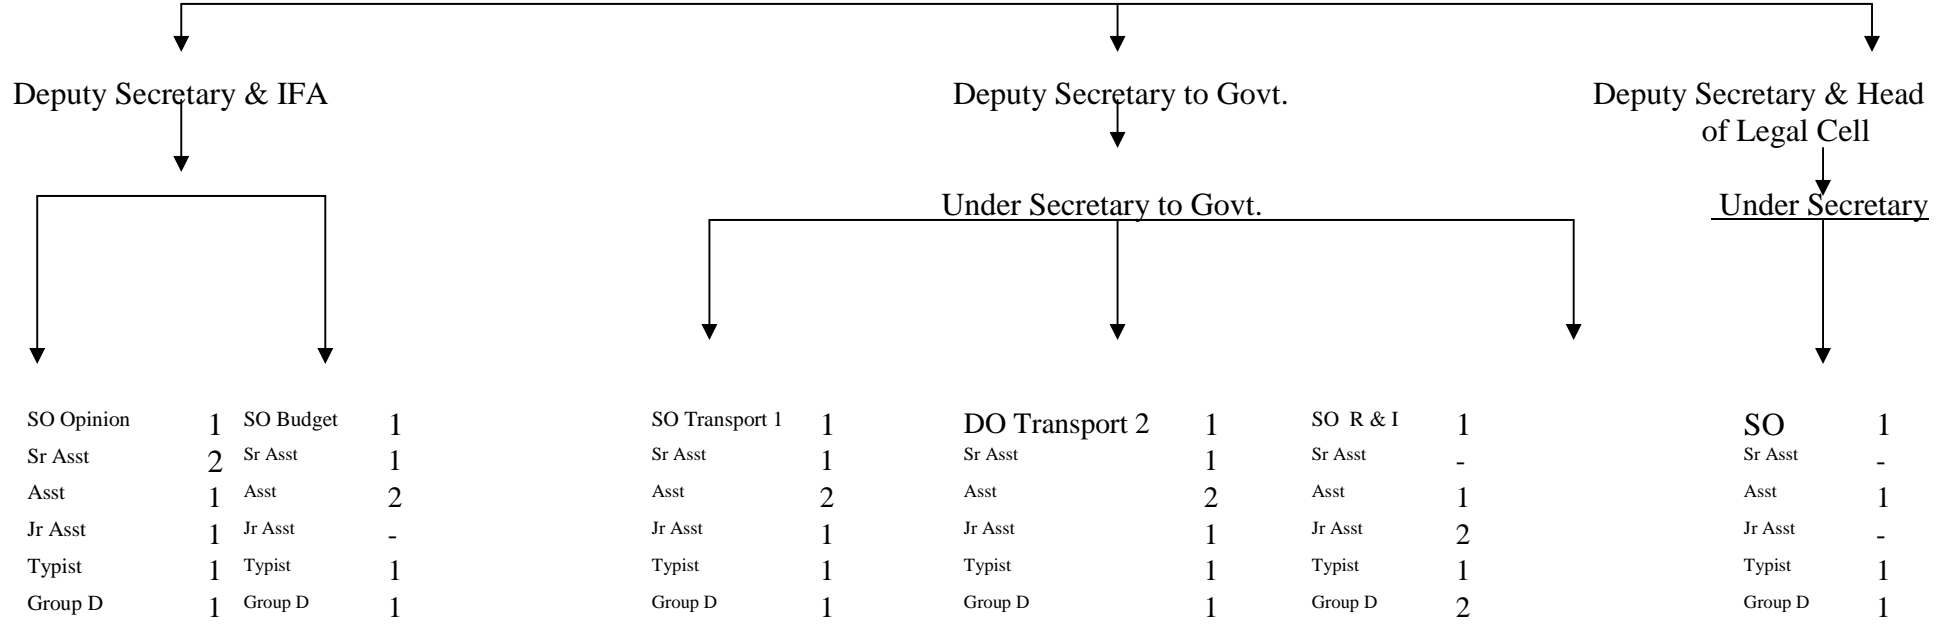 Deputy Secretary & IFA Deputy Secretary to Govt. Deputy Secretary & Head
of Legal Cell
Under Secretary to Govt. Under Secretary
SO Opinion 1 SO Budget 1 SO Transport 1 1 DO Transport 2 1 SO R & I 1 SO 1
Sr Asst 2 Sr Asst 1 Sr Asst 1 Sr Asst 1 Sr Asst - Sr Asst -
Asst 1 Asst 2 Asst 2 Asst 2 Asst 1 Asst 1
Jr Asst 1 Jr Asst - Jr Asst 1 Jr Asst 1 Jr Asst 2 Jr Asst -
Typist 1 Typist 1 Typist 1 Typist 1 Typist 1 Typist 1
Group D 1 Group D 1 Group D 1 Group D 1 Group D 2 Group D 1